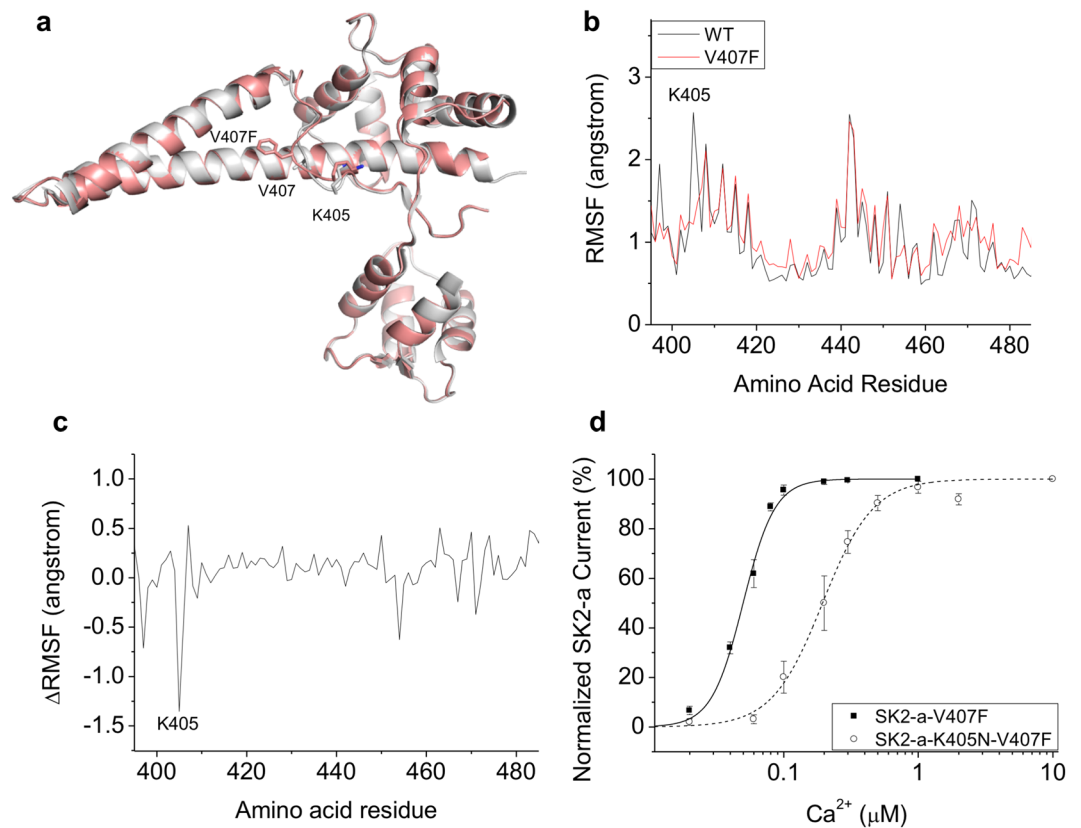 a
V407F
V407
K405
b
WT
V407F
K405
RMSF (angstrom)
3
2
1
0
400
420
440
460
480
Amino Acid Residue
c
ΔRMSF (angstrom)
1.0
0.5
0.0
-0.5
-1.0
-1.5
K405
400
420
440
460
480
Amino acid residue
d
Normalized SK2-a Current (%)
100
80
60
40
20
0
SK2-a-V407F
SK2-a-K405N-V407F
0.1
1
10
Ca²⁺ (μM)